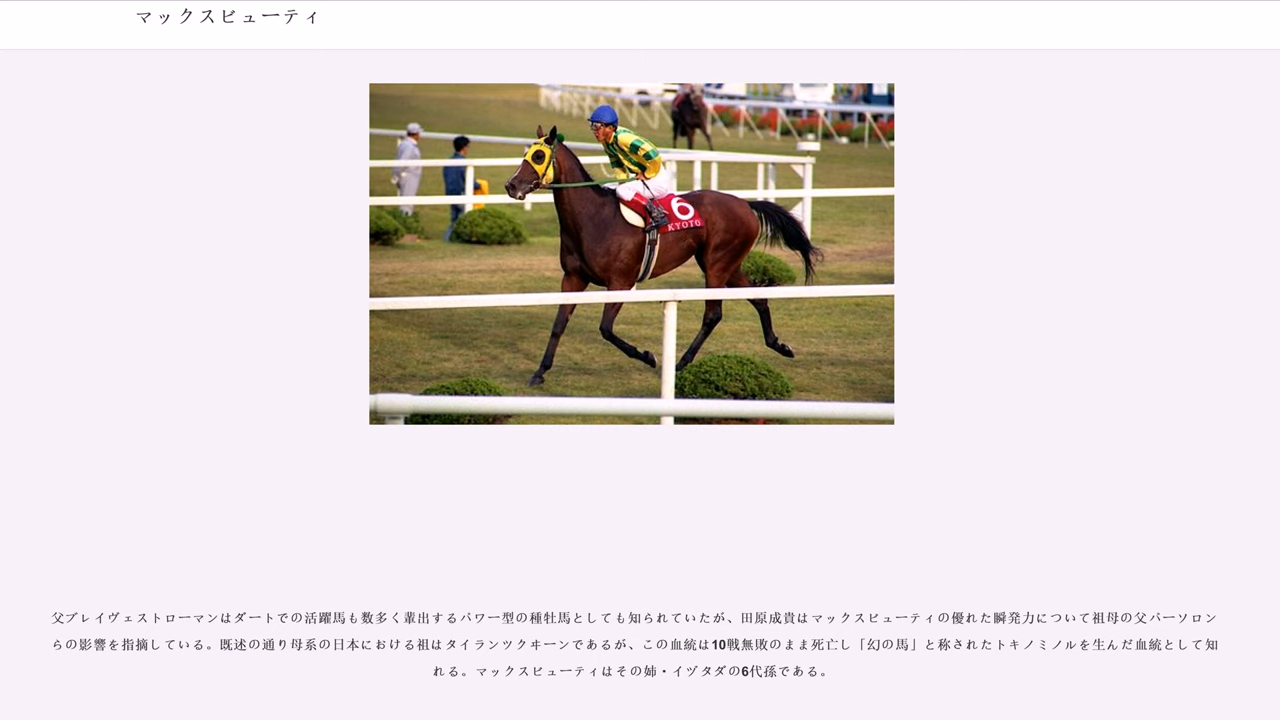 マックスビューティ
6
KYOTO
父ブレイヴェストローマンはダートでの活躍馬も数多く輩出するパワー型の種牡馬としても知られていたが、田原成貴はマックスビューティの優れた瞬発力について祖母の父パーソロン
らの影響を指摘している。既述の通り母系の日本における祖はタイランツクヰーンであるが、この血統は10戦無敗のまま死亡し「幻の馬」と称されたトキノミノルを生んだ血統として知
れる。マックスビューティはその姉・イヅタダの6代孫である。